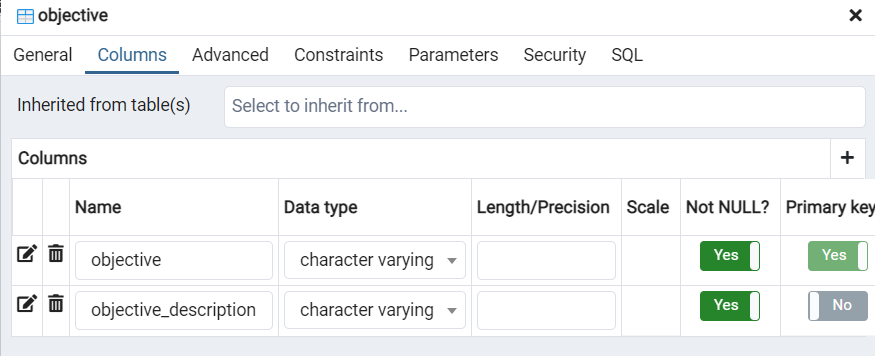 objective
General Columns Advanced Constraints Parameters Security SQL
Inherited from table(s) Select to inherit from...
Columns
Name Data type Length/Precision Scale Not NULL? Primary key
objective character varying Yes Yes
objective_description character varying Yes No